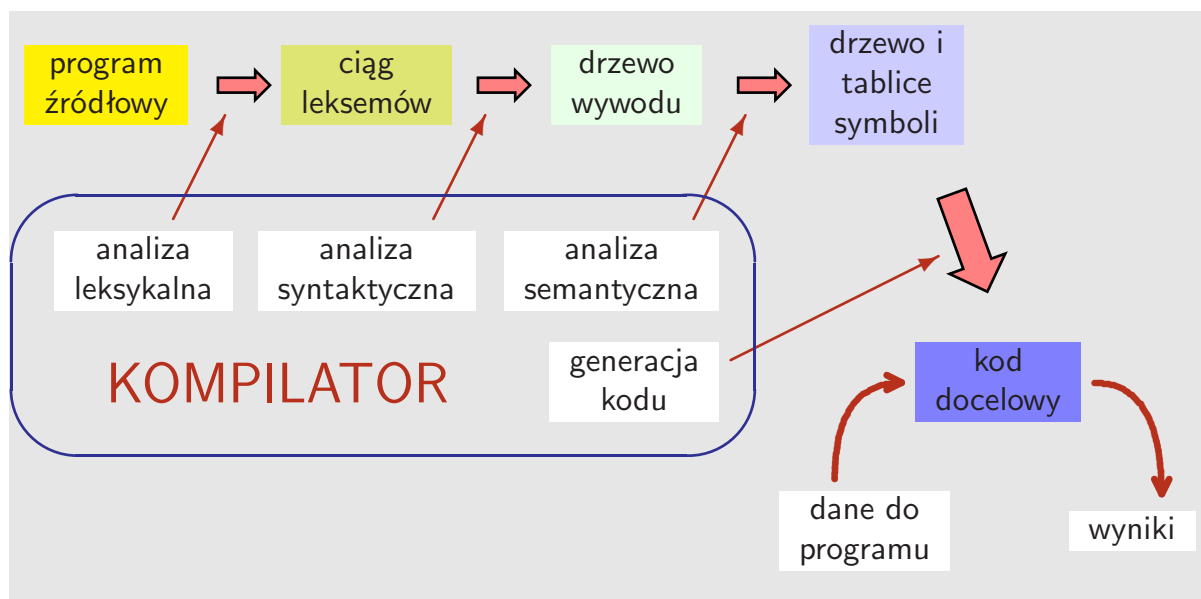 program
źródłowy
ciąg
leksemów
drzewo
wywodu
drzewo i
tablice
symboli
analiza
leksykalna
analiza
syntaktyczna
analiza
semantyczna
KOMPILATOR
generacja
kodu
kod
docelowy
dane do
programu
wyniki